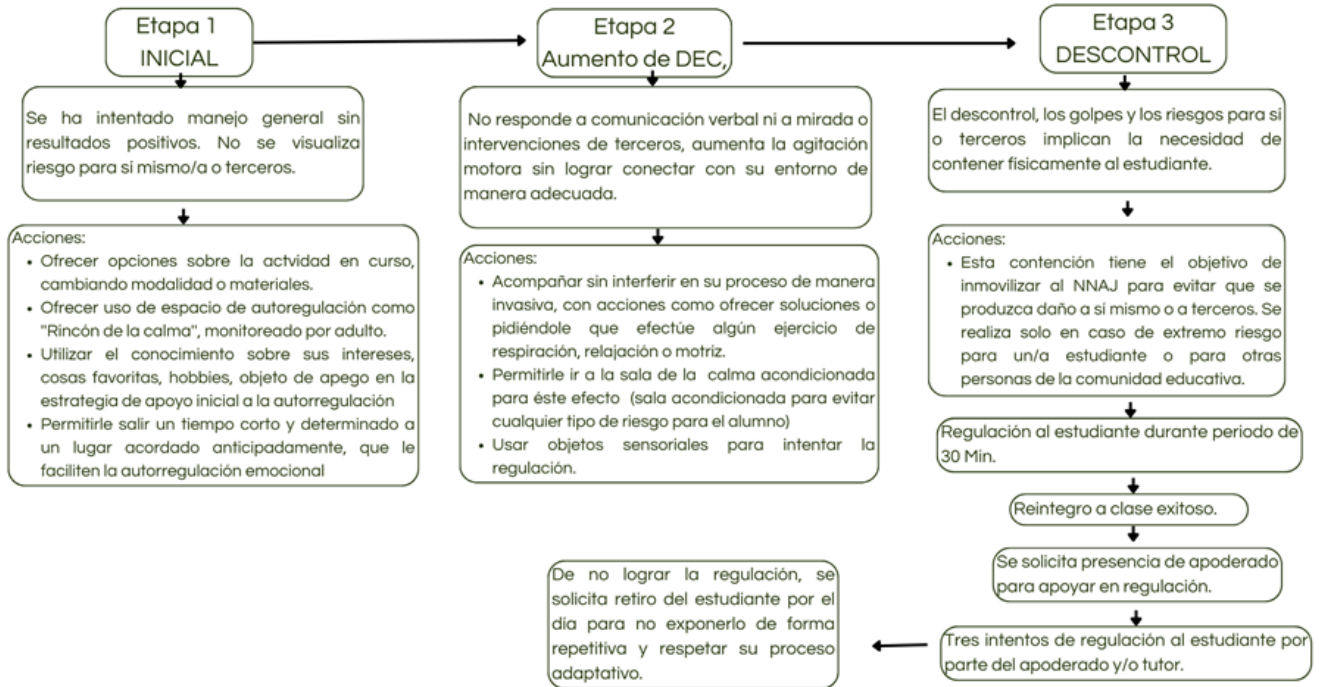 Etapa 1
INICIAL
Se ha intentado manejo general sin
resultados positivos. No se visualiza
riesgo para sí mismo/a o terceros.
Acciones:
• Ofrecer opciones sobre la actvidad en curso,
cambiando modalidad o materiales.
• Ofrecer uso de espacio de autoregulación como
"Rincón de la calma", monitoreado por adulto.
• Utilizar el conocimiento sobre sus intereses,
cosas favoritas, hobbies, objeto de apego en la
estrategia de apoyo inicial a la autorregulación
• Permitirle salir un tiempo corto y determinado a
un lugar acordado anticipadamente, que le
faciliten la autorregulación emocional
Etapa 2
Aumento de DEC,
No responde a comunicación verbal ni a mirada o
intervenciones de terceros, aumenta la agitación
motora sin lograr conectar con su entorno de
manera adecuada.
Acciones:
• Acompañar sin interferir en su proceso de manera
invasiva, con acciones como ofrecer soluciones o
pidiéndole que efectúe algún ejercicio de
respiración, relajación o motriz.
• Permitirle ir a la sala de la calma acondicionada
para éste efecto (sala acondicionada para evitar
cualquier tipo de riesgo para el alumno)
• Usar objetos sensoriales para intentar la
regulación.
Etapa 3
DESCONTROL
El descontrol, los golpes y los riesgos para sí
o terceros implican la necesidad de
contener físicamente al estudiante.
Acciones:
• Esta contención tiene el objetivo de
inmovilizar al NNAJ para evitar que se
produzca daño a sí mismo o a terceros. Se
realiza solo en caso de extremo riesgo
para un/a estudiante o para otras
personas de la comunidad educativa.
Regulación al estudiante durante periodo de
30 Min.
Reintegro a clase exitoso.
Se solicita presencia de apoderado
para apoyar en regulación.
Tres intentos de regulación al estudiante por
parte del apoderado y/o tutor.
De no lograr la regulación, se
solicita retiro del estudiante por el
día para no exponerlo de forma
repetitiva y respetar su proceso
adaptativo.